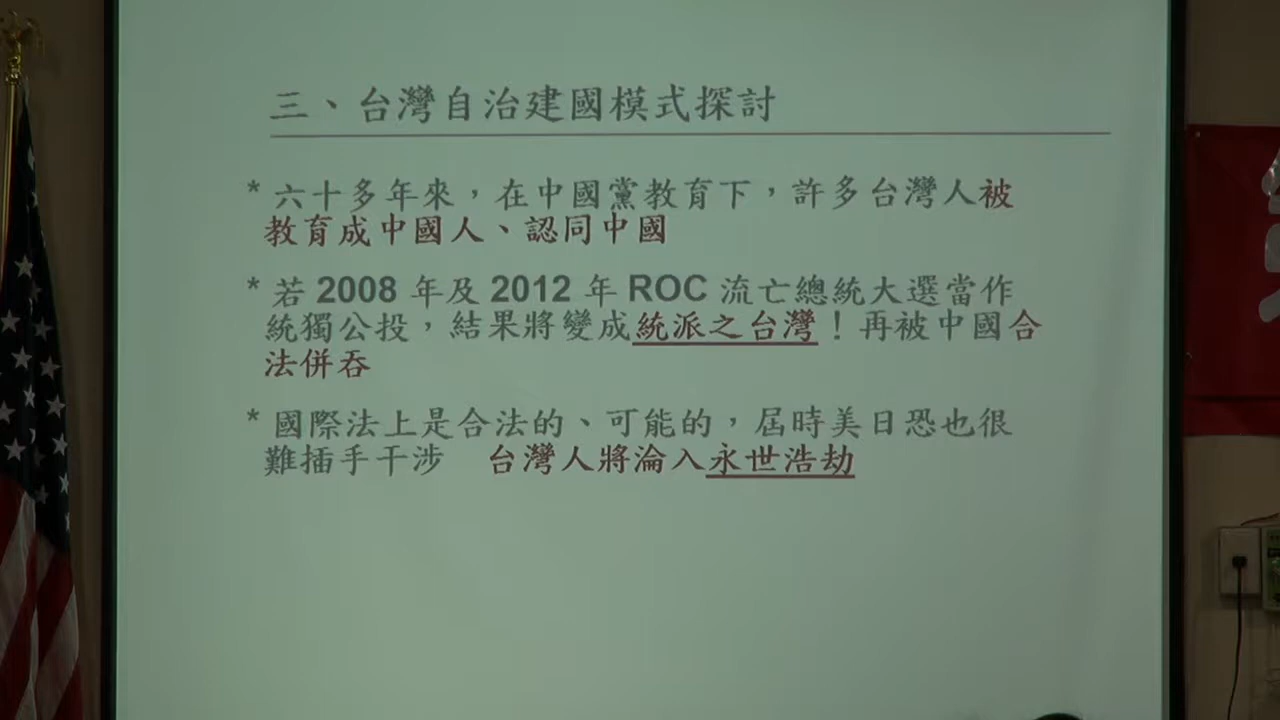 三、台灣自治建國模式探討
* 六十多年來，在中國黨教育下，許多台灣人被
教育成中國人、認同中國
* 若 2008 年及 2012 年 ROC 流亡總統大選當作
統獨公投，結果將變成統派之台灣！再被中國合
法併吞
* 國際法上是合法的、可能的，屆時美日恐也很
難插手干涉　台灣人將淪入永世浩劫